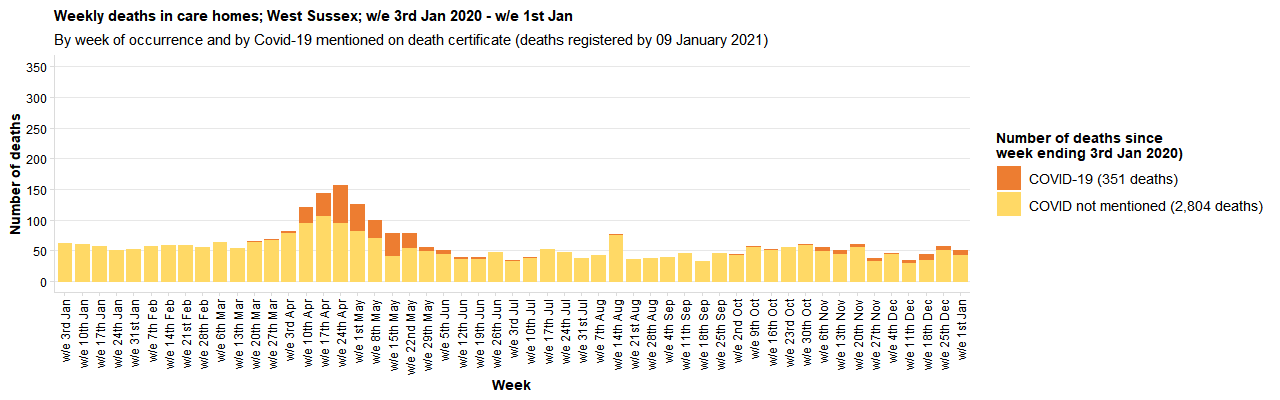 Weekly deaths in care homes; West Sussex; w/e 3rd Jan 2020 - w/e 1st Jan
By week of occurrence and by Covid-19 mentioned on death certificate (deaths registered by 09 January 2021)
Number of deaths
350
300
250
200
150
100
50
0
w/e 3rd Jan
w/e 10th Jan
w/e 17th Jan
w/e 24th Jan
w/e 31st Jan
w/e 7th Feb
w/e 14th Feb
w/e 21st Feb
w/e 28th Feb
w/e 6th Mar
w/e 13th Mar
w/e 20th Mar
w/e 27th Mar
w/e 3rd Apr
w/e 10th Apr
w/e 17th Apr
w/e 24th Apr
w/e 1st May
w/e 8th May
w/e 15th May
w/e 22nd May
w/e 29th May
w/e 5th Jun
w/e 12th Jun
w/e 19th Jun
w/e 26th Jun
w/e 3rd Jul
w/e 10th Jul
w/e 17th Jul
w/e 24th Jul
w/e 31st Jul
w/e 7th Aug
w/e 14th Aug
w/e 21st Aug
w/e 28th Aug
w/e 4th Sep
w/e 11th Sep
w/e 18th Sep
w/e 25th Sep
w/e 2nd Oct
w/e 9th Oct
w/e 16th Oct
w/e 23rd Oct
w/e 30th Oct
w/e 6th Nov
w/e 13th Nov
w/e 20th Nov
w/e 27th Nov
w/e 4th Dec
w/e 11th Dec
w/e 18th Dec
w/e 25th Dec
w/e 1st Jan
Week
Number of deaths since
week ending 3rd Jan 2020)
COVID-19 (351 deaths)
COVID not mentioned (2,804 deaths)